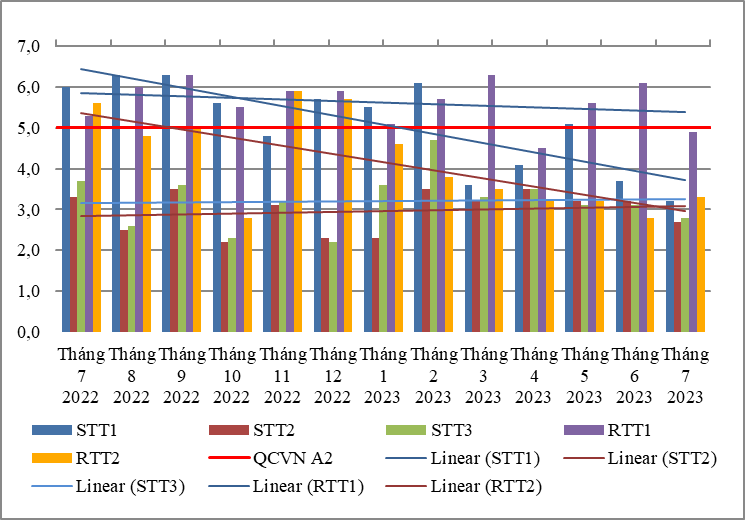 7,0
6,0
5,0
4,0
3,0
2,0
1,0
0,0
Tháng Tháng Tháng Tháng Tháng Tháng Tháng Tháng Tháng Tháng Tháng Tháng Tháng
7 8 9 10 11 12 1 2 3 4 5 6 7
2022 2022 2022 2022 2022 2022 2023 2023 2023 2023 2023 2023 2023
STT1 STT2 STT3 RTT1
RTT2 QCVN A2 Linear (STT1) Linear (STT2)
Linear (STT3) Linear (RTT1) Linear (RTT2)